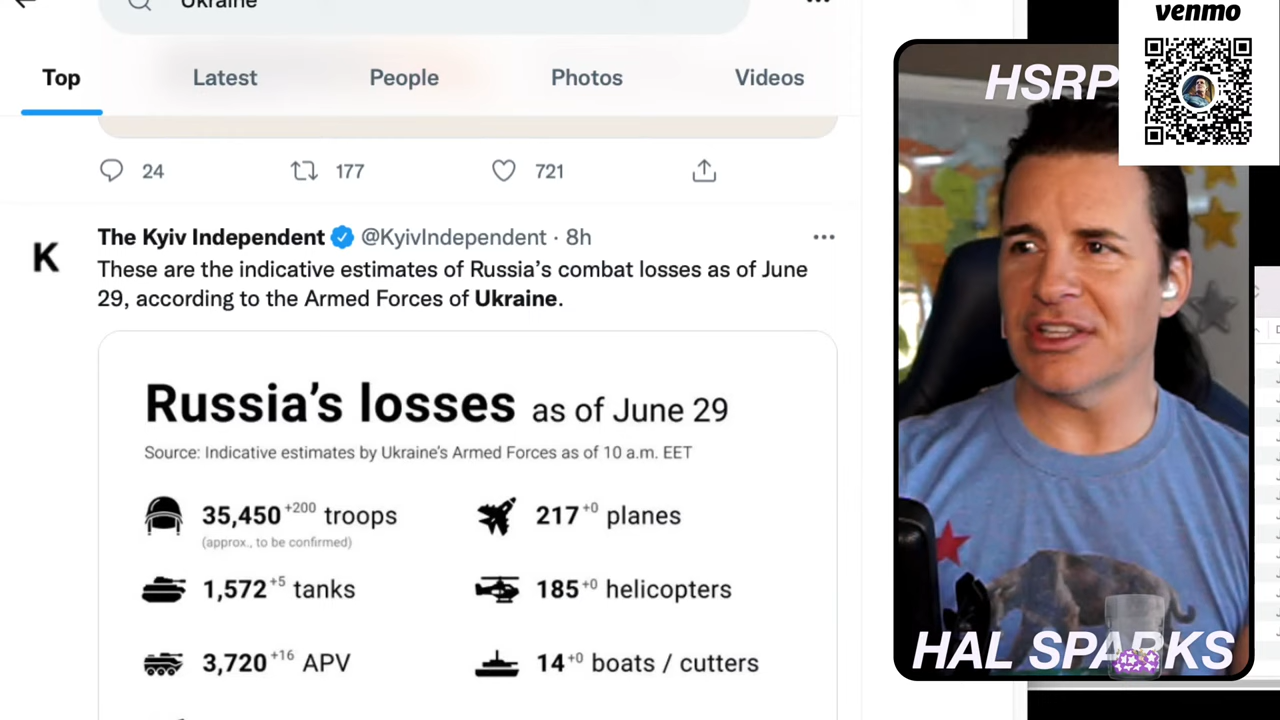 Ukraine
Top
Latest
People
Photos
Videos
24
177
721
The Kyiv Independent @KyivIndependent · 8h
These are the indicative estimates of Russia's combat losses as of June
29, according to the Armed Forces of Ukraine.
K
Russia's losses as of June 29
Source: Indicative estimates by Ukraine's Armed Forces as of 10 a.m. EET
35,450 +200 troops
(approx., to be confirmed)
217 +0 planes
1,572 +5 tanks
185 +0 helicopters
3,720 +16 APV
14 +0 boats / cutters
venmo
HSRP
HAL SPARKS